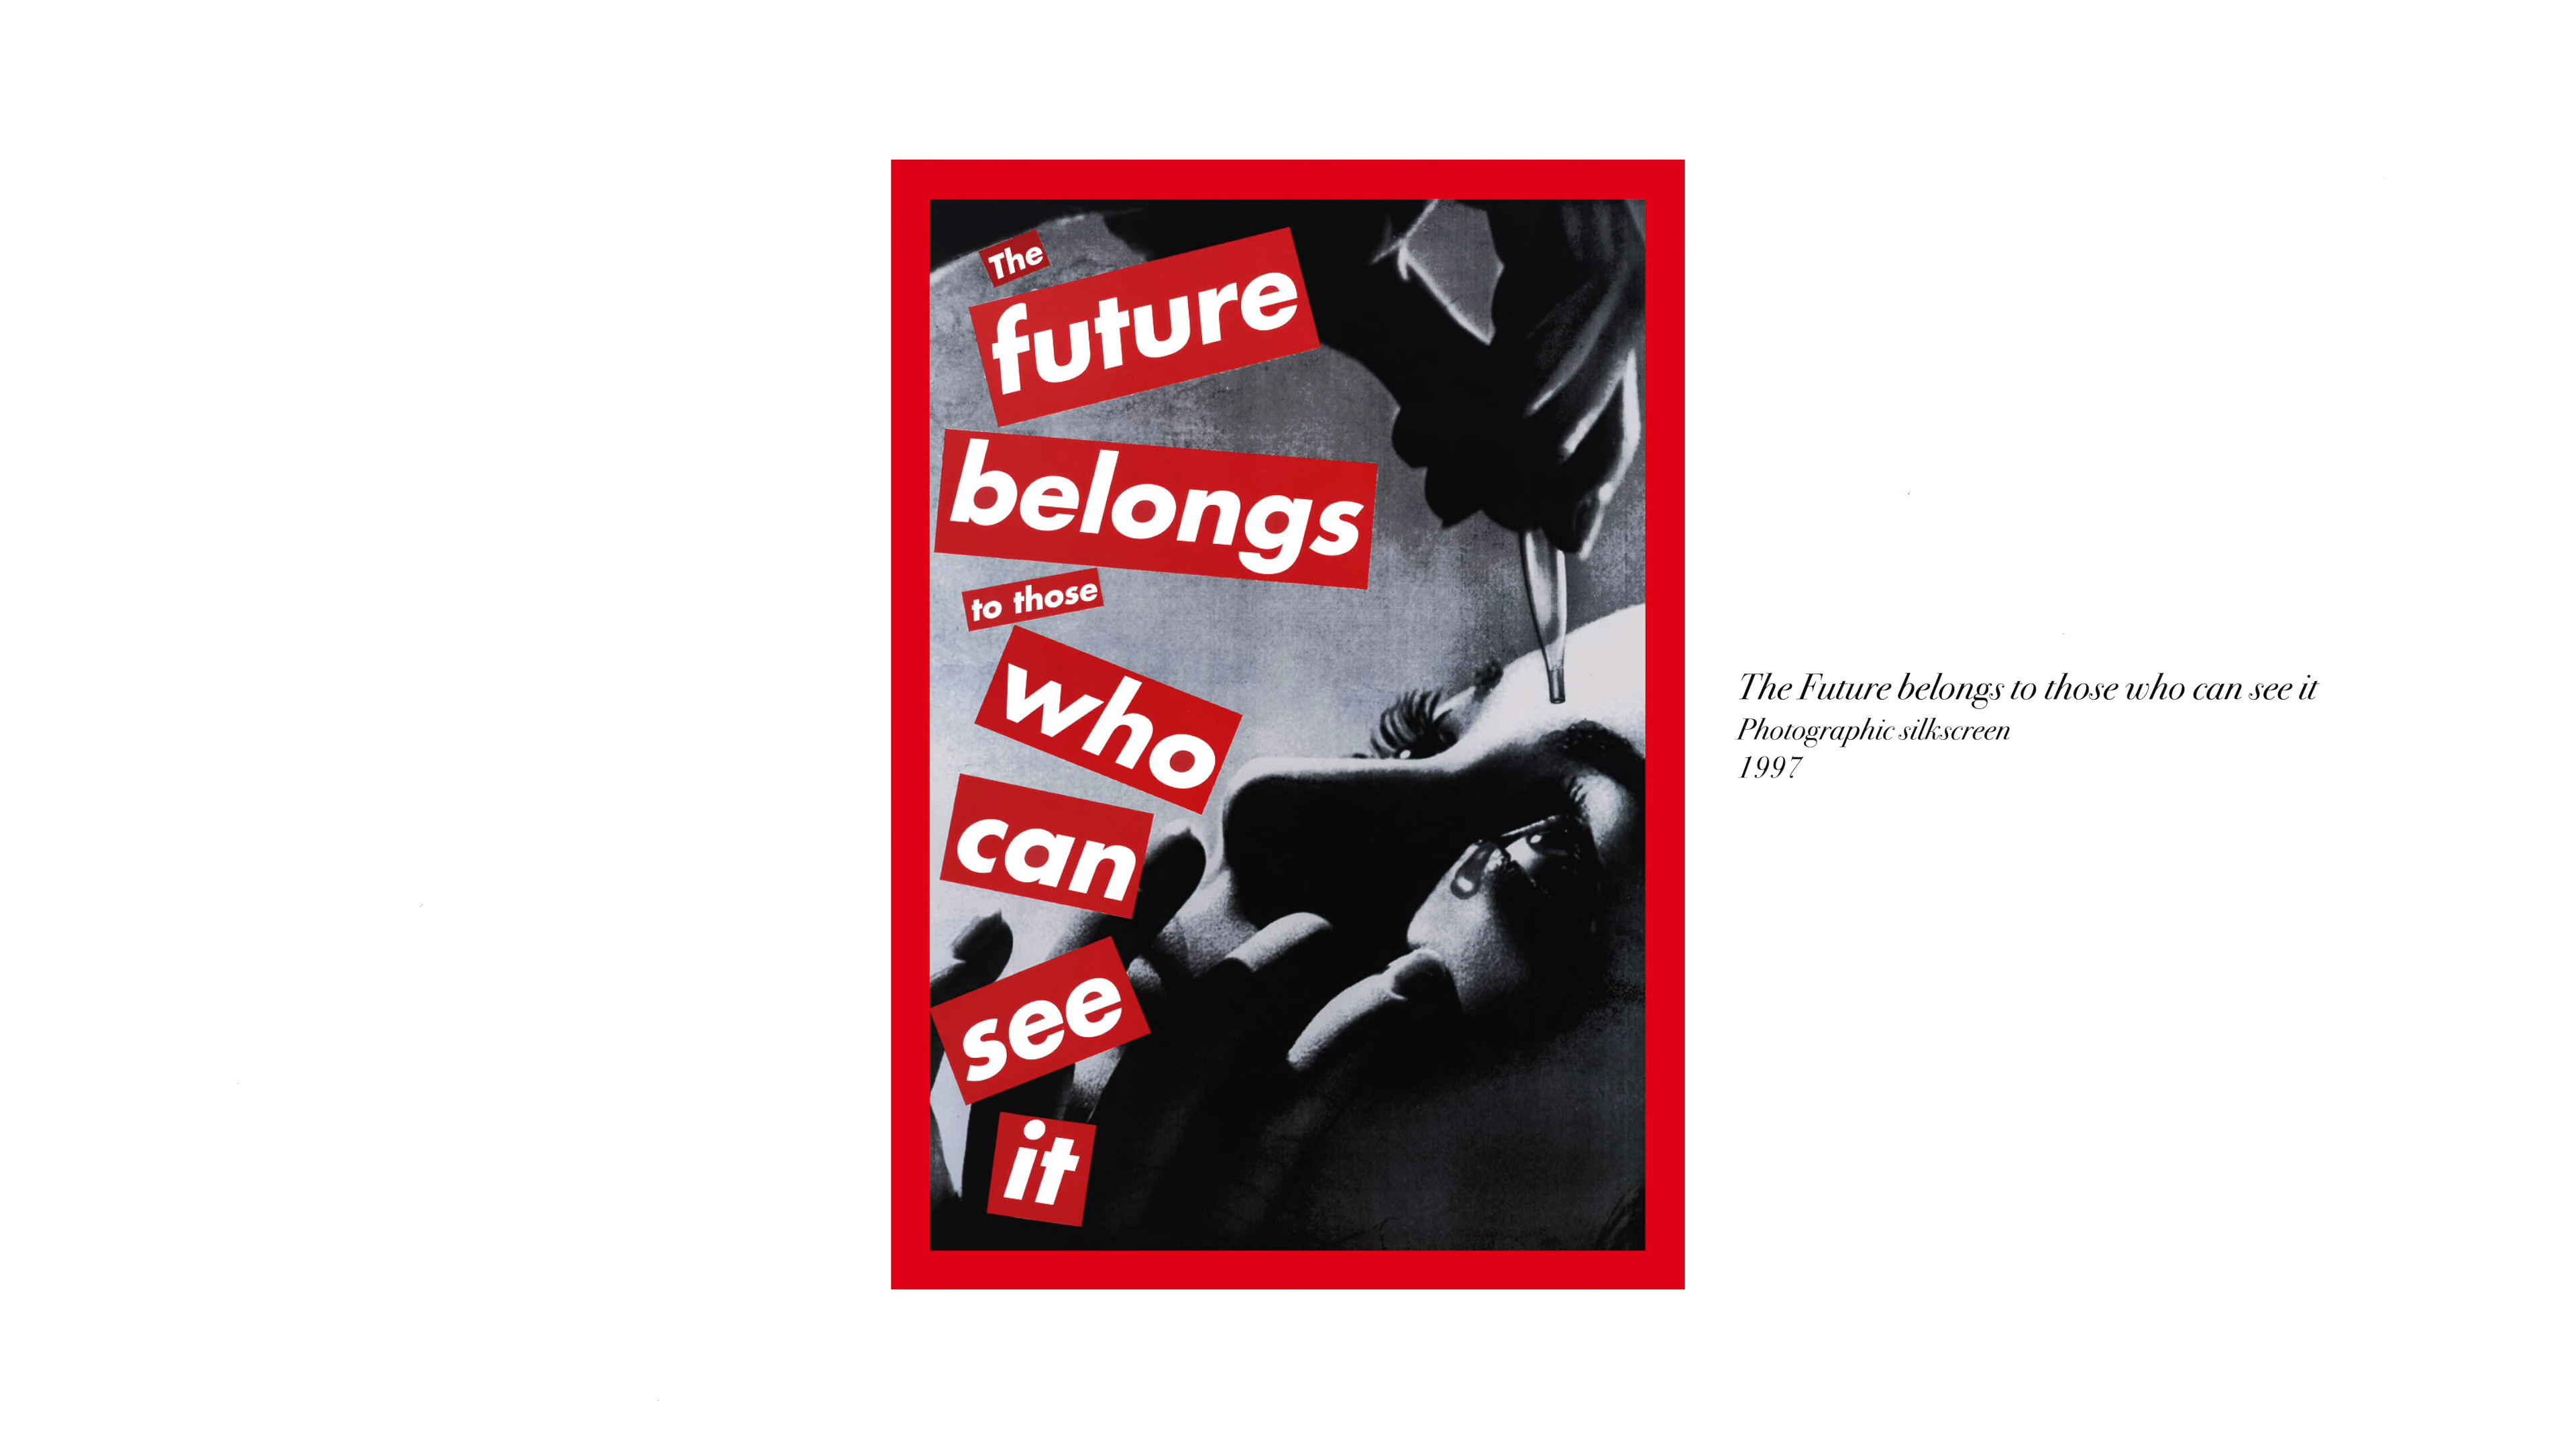 The
future
belongs
to those
who
can
see
it
The Future belongs to those who can see it
Photographic silkscreen
1997